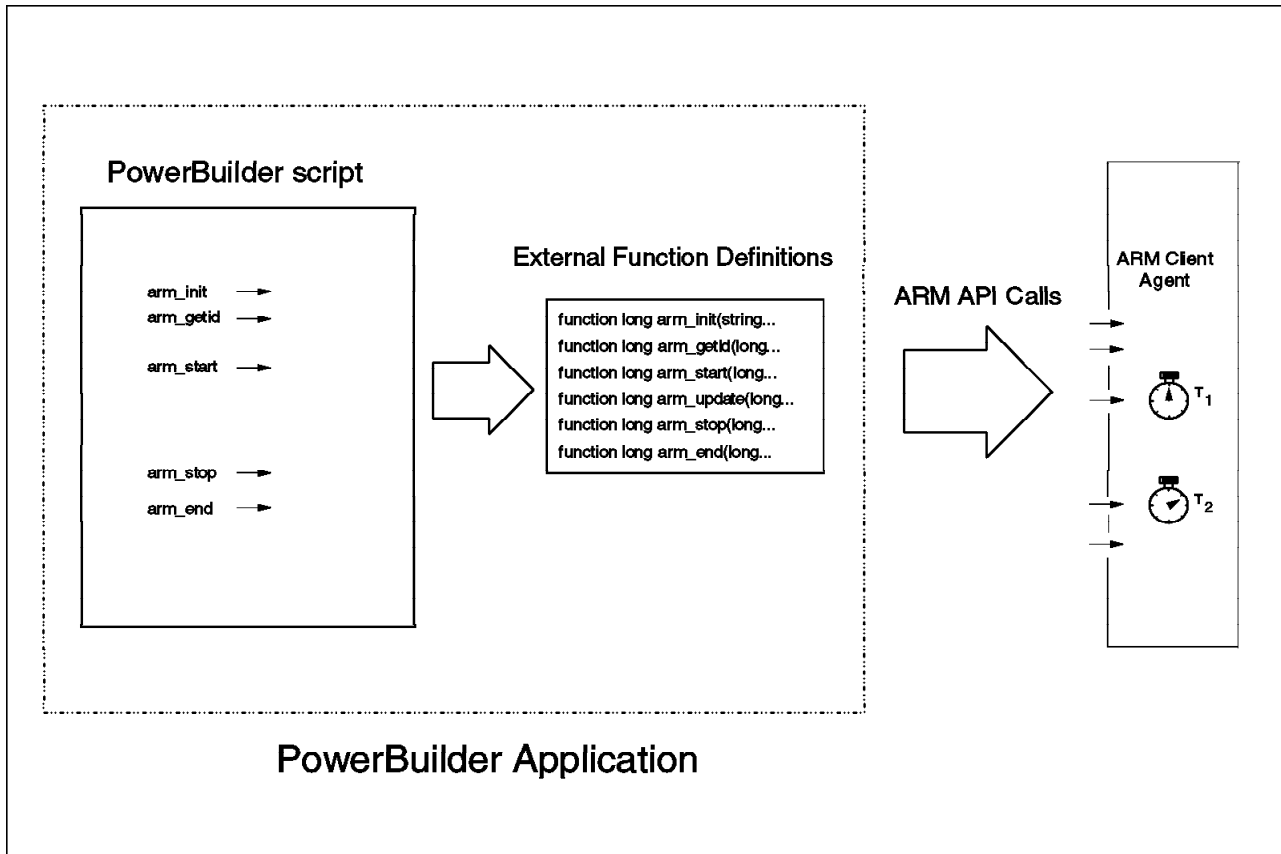 PowerBuilder script
arm_init
arm_getid
arm_start
arm_stop
arm_end
External Function Definitions
function long arm_init(string...
function long arm_getid(long...
function long arm_start(long...
function long arm_update(long...
function long arm_stop(long...
function long arm_end(long...
ARM API Calls
ARM Client
Agent
T1
T2
PowerBuilder Application